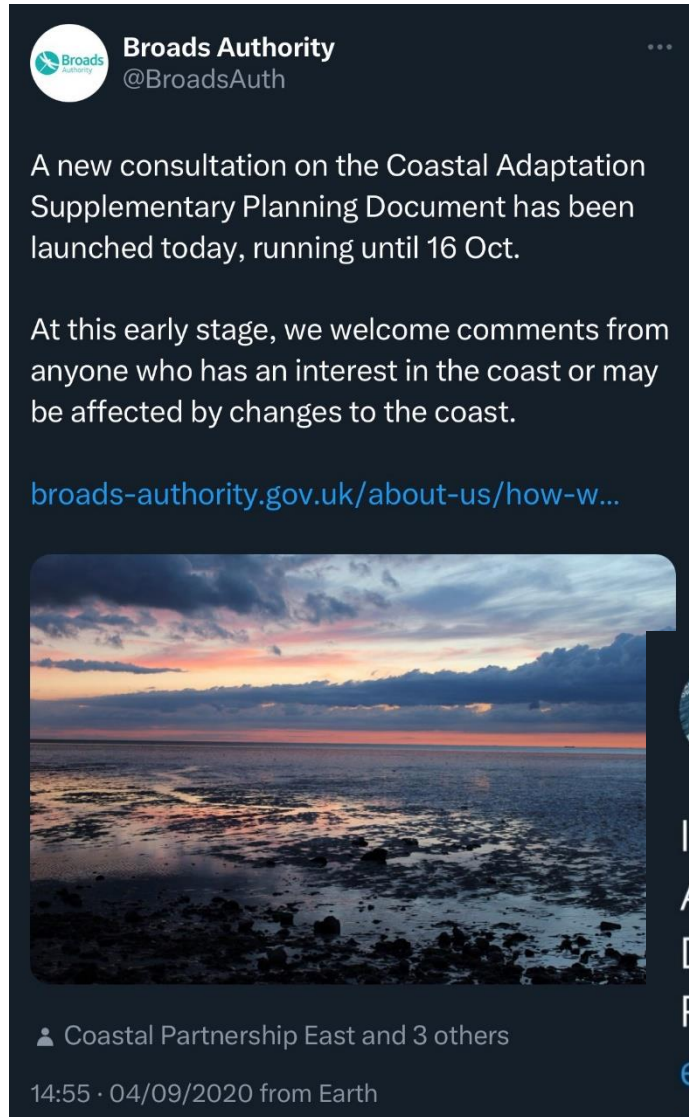 Broads Authority
Broads Authority
@BroadsAuth
A new consultation on the Coastal Adaptation
Supplementary Planning Document has been
launched today, running until 16 Oct.
At this early stage, we welcome comments from
anyone who has an interest in the coast or may
be affected by changes to the coast.
broads-authority.gov.uk/about-us/how-w...
Coastal Partnership East and 3 others
14:55 · 04/09/2020 from Earth